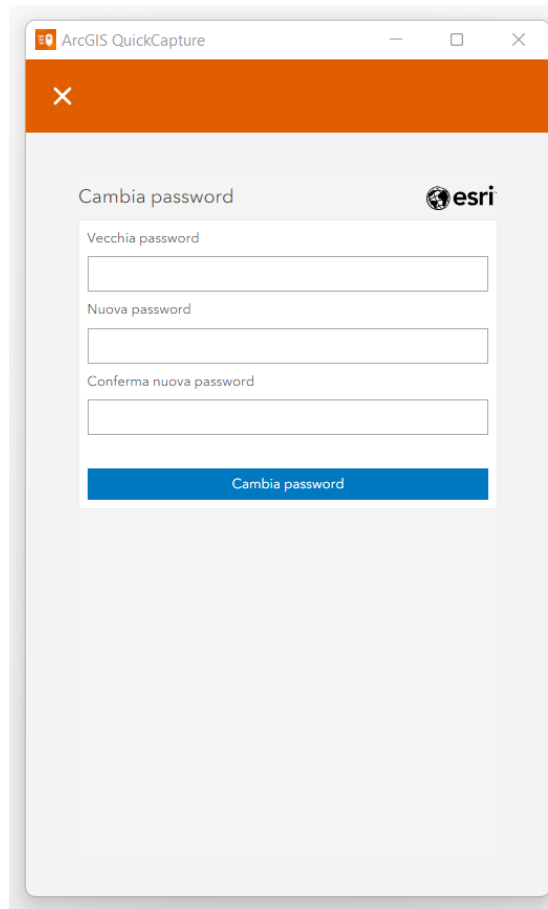 ArcGIS QuickCapture
Cambia password
esri
Vecchia password
Nuova password
Conferma nuova password
Cambia password